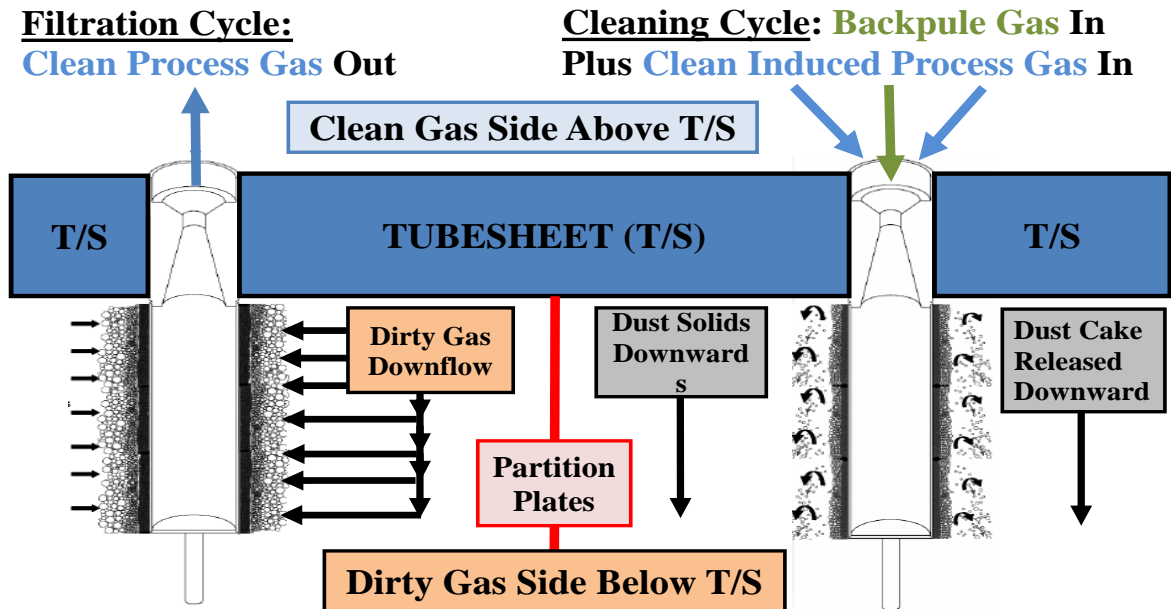 Filtration Cycle:
Clean Process Gas Out
Cleaning Cycle: Backpule Gas In
Plus Clean Induced Process Gas In
Clean Gas Side Above T/S
T/S
TUBESHEET (T/S)
T/S
Dirty Gas
Downflow
Dust Solids
Downward
s
Dust Cake
Released
Downward
Partition
Plates
Dirty Gas Side Below T/S